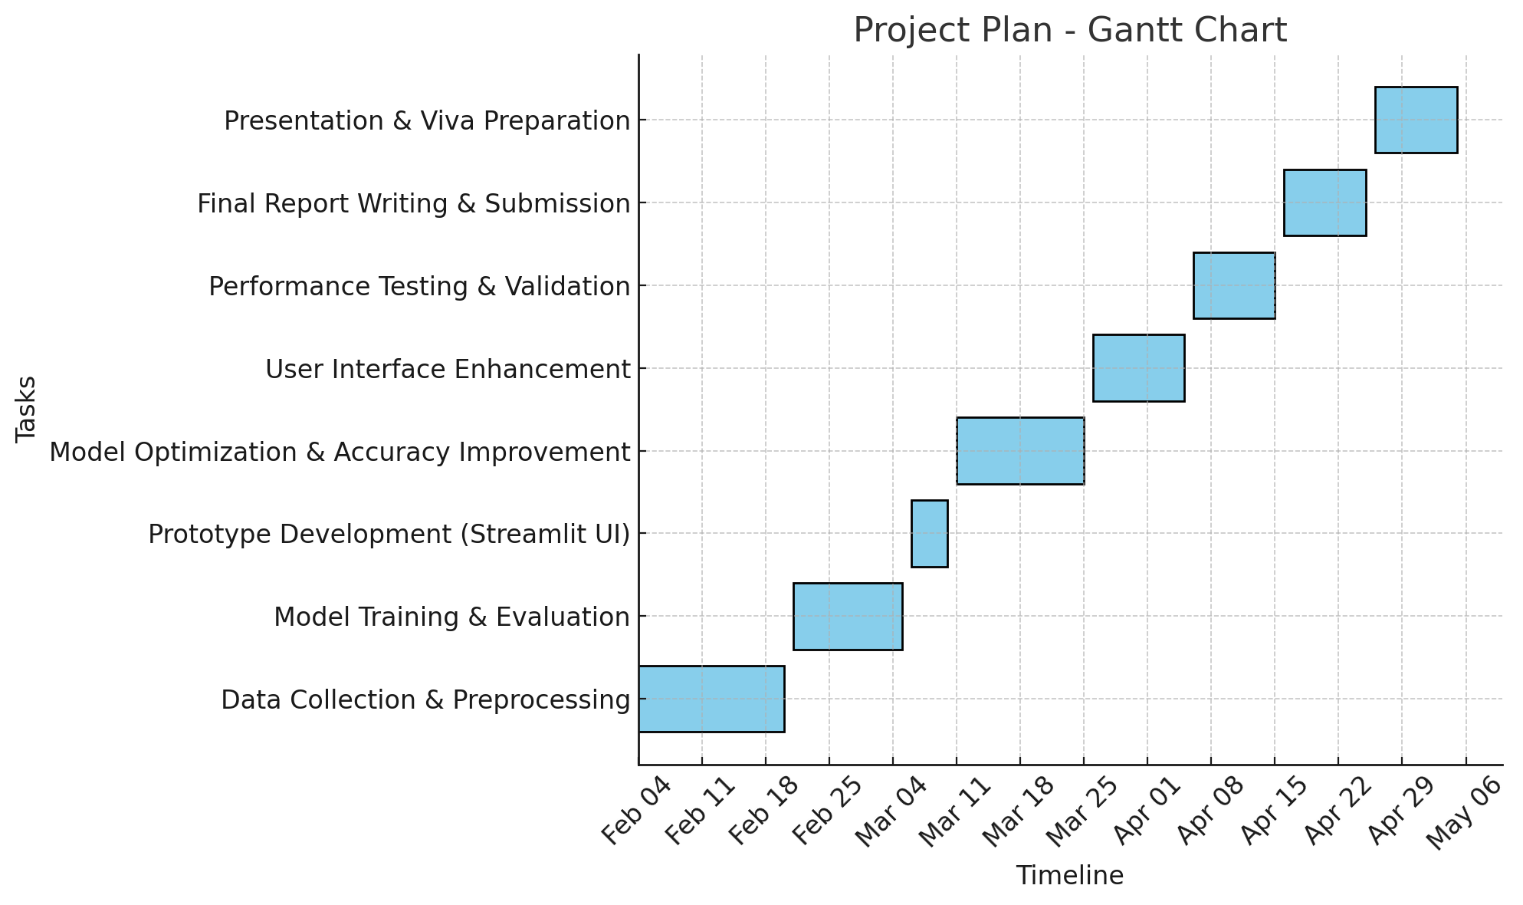 Project Plan - Gantt Chart
Presentation & Viva Preparation
Final Report Writing & Submission
Performance Testing & Validation
User Interface Enhancement
Model Optimization & Accuracy Improvement
Prototype Development (Streamlit UI)
Model Training & Evaluation
Data Collection & Preprocessing
Tasks
Feb 04 Feb 11 Feb 18 Feb 25 Mar 04 Mar 11 Mar 18 Mar 25 Apr 01 Apr 08 Apr 15 Apr 22 Apr 29 May 06
Timeline